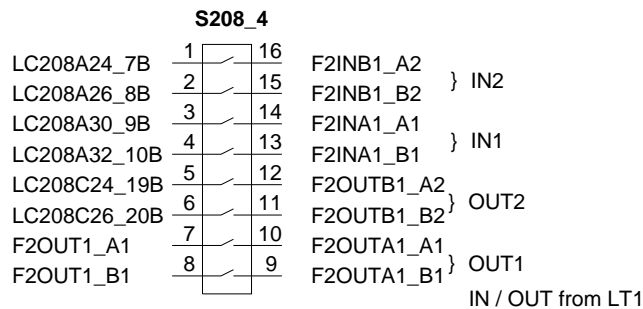 S208_4
LC208A24_7B 1 16 F2INB1_A2
LC208A26_8B 2 15 F2INB1_B2 } IN2
LC208A30_9B 3 14 F2INA1_A1
LC208A32_10B 4 13 F2INA1_B1 } IN1
LC208C24_19B 5 12 F2OUTB1_A2
LC208C26_20B 6 11 F2OUTB1_B2 } OUT2
F2OUT1_A1 7 10 F2OUTA1_A1
F2OUT1_B1 8 9 F2OUTA1_B1 } OUT1
IN / OUT from LT1